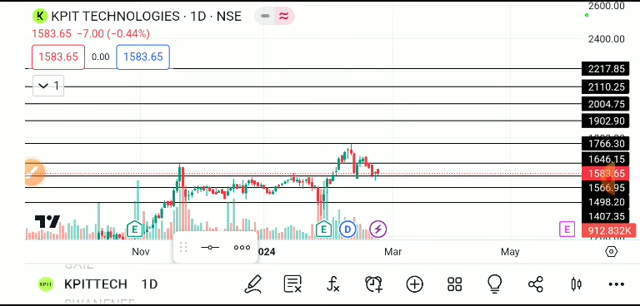 KPIT TECHNOLOGIES · 1D · NSE
1583.65 −7.00 (−0.44%)
1583.65 0.00 1583.65
1
2600.00
2400.00
2217.85
2110.25
2004.75
1902.90
1766.30
1646.15
1583.65
1566.95
1498.20
1407.35
912.832K
E E D E
Nov 2024 Mar May
KPITTECH 1D